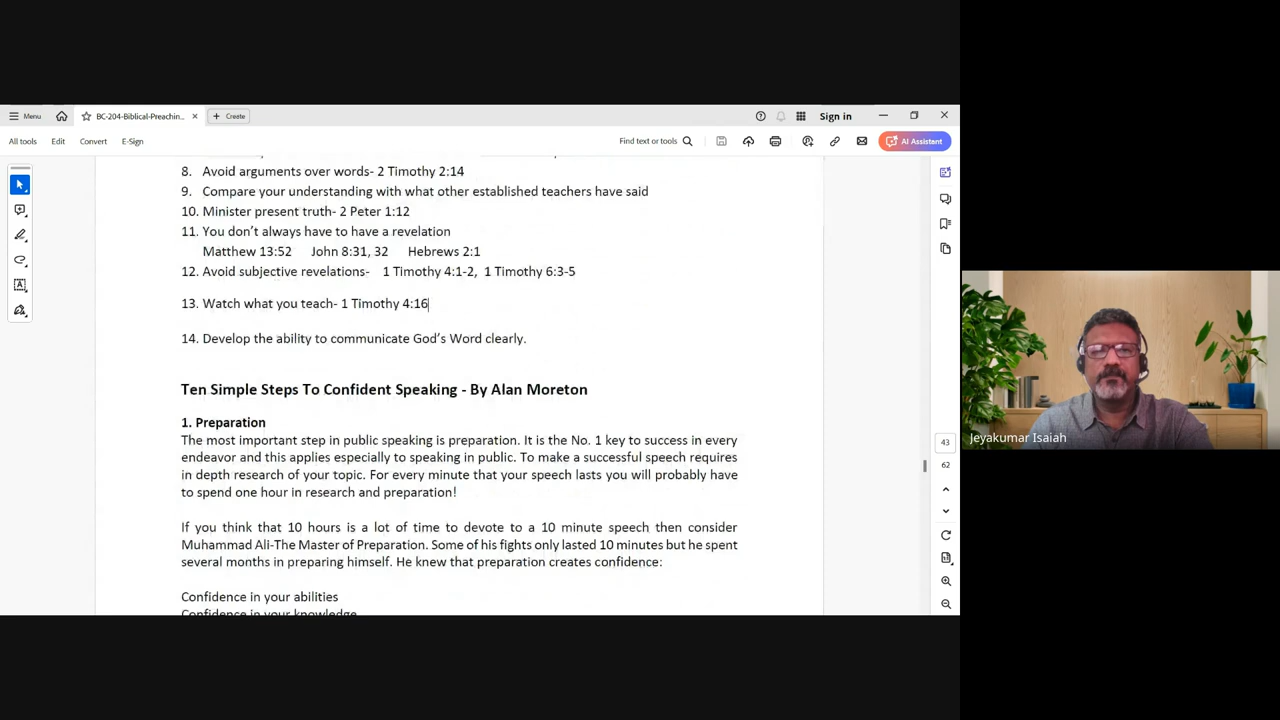 Menu
BC-204-Biblical-Preachin...
Create
Sign in
All tools
Edit
Convert
E-Sign
Find text or tools
AI Assistant
8. Avoid arguments over words- 2 Timothy 2:14
9. Compare your understanding with what other established teachers have said
10. Minister present truth- 2 Peter 1:12
11. You don’t always have to have a revelation
Matthew 13:52 John 8:31, 32 Hebrews 2:1
12. Avoid subjective revelations- 1 Timothy 4:1-2, 1 Timothy 6:3-5
13. Watch what you teach- 1 Timothy 4:16
14. Develop the ability to communicate God’s Word clearly.
Ten Simple Steps To Confident Speaking - By Alan Moreton
1. Preparation
The most important step in public speaking is preparation. It is the No. 1 key to success in every
endeavor and this applies especially to speaking in public. To make a successful speech requires
in depth research of your topic. For every minute that your speech lasts you will probably have
to spend one hour in research and preparation!
If you think that 10 hours is a lot of time to devote to a 10 minute speech then consider
Muhammad Ali-The Master of Preparation. Some of his fights only lasted 10 minutes but he spent
several months in preparing himself. He knew that preparation creates confidence:
Confidence in your abilities
Confidence in your knowledge
43
62
Jeyakumar Isaiah